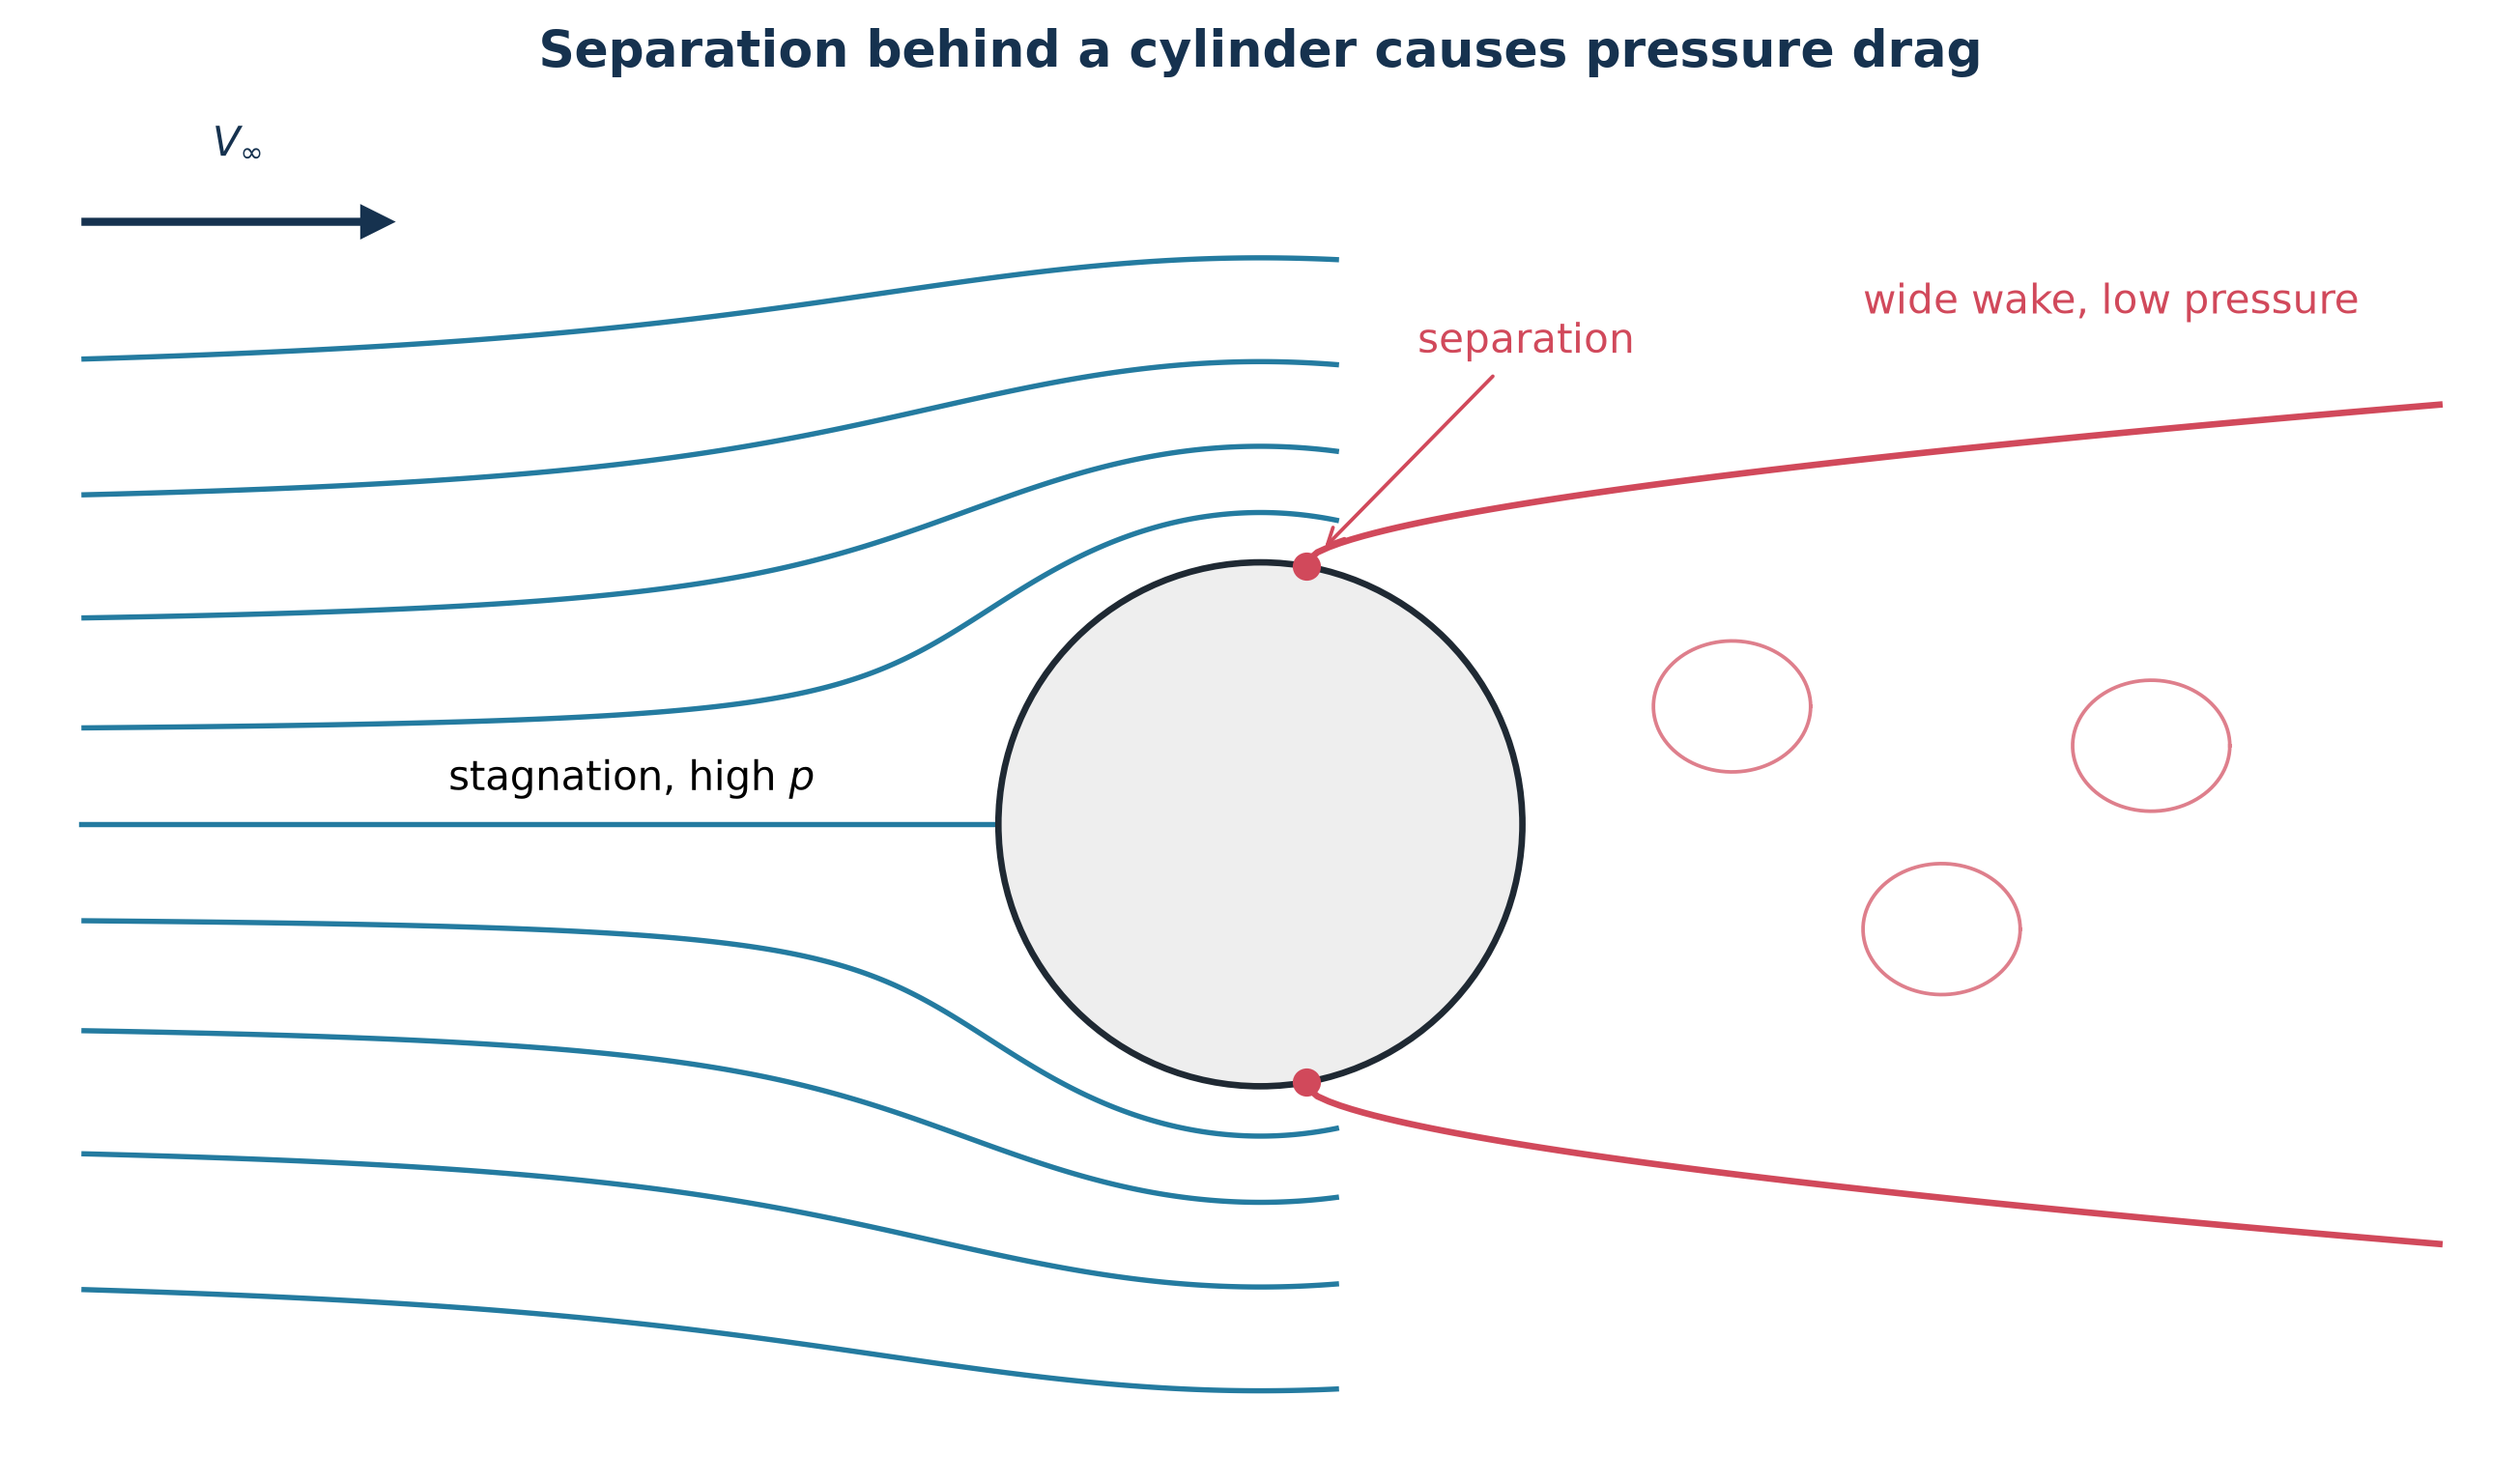 Separation behind a cylinder causes pressure drag
V∞
wide wake, low pressure
separation
stagnation, high p